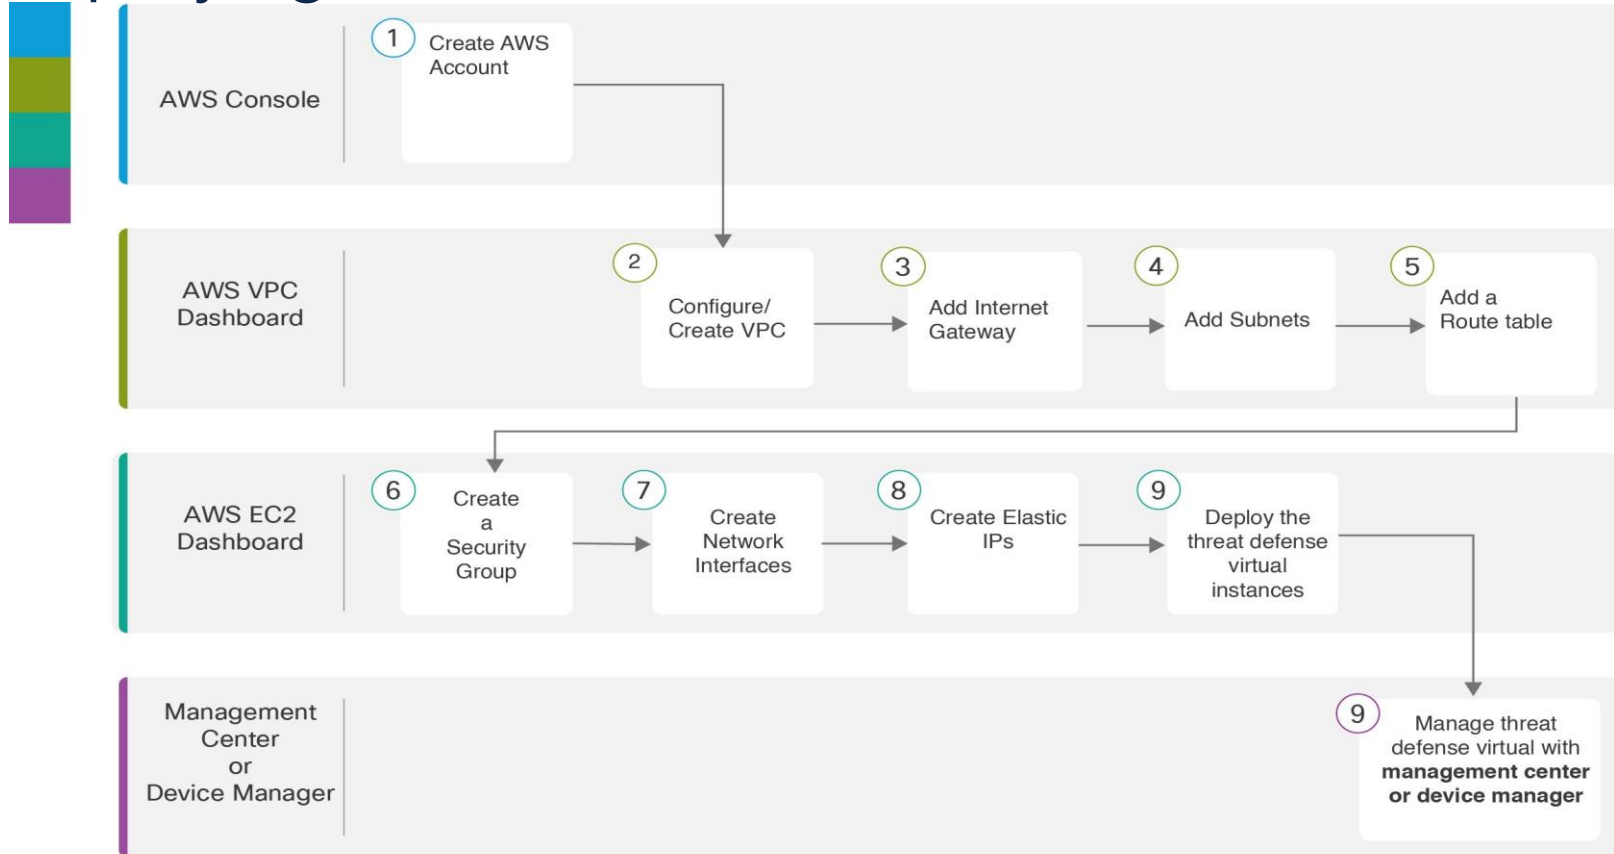 AWS Console
1
Create AWS
Account
AWS VPC
Dashboard
2
Configure/
Create VPC
3
Add Internet
Gateway
4
Add Subnets
5
Add a
Route table
AWS EC2
Dashboard
6
Create
a
Security
Group
7
Create
Network
Interfaces
8
Create Elastic
IPs
9
Deploy the
threat defense
virtual
instances
Management
Center
or
Device Manager
9
Manage threat
defense virtual with
management center
or device manager